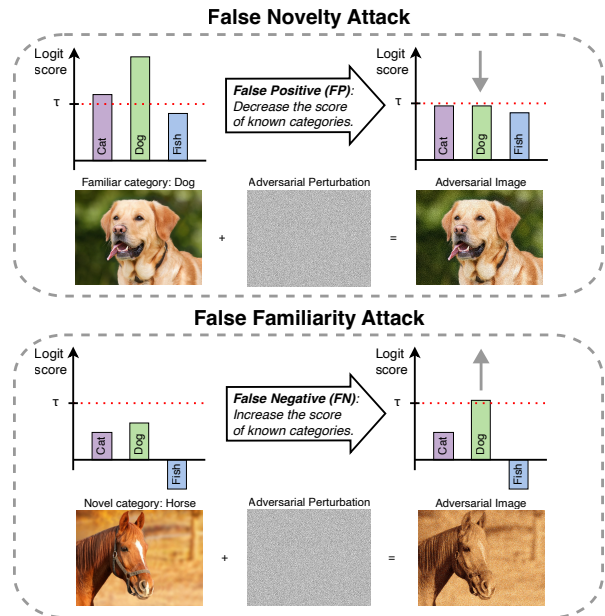 False Novelty Attack
Logit
score
τ
Cat
Dog
Fish
False Positive (FP):
Decrease the score
of known categories.
Logit
score
τ
Cat
Dog
Fish
Familiar category: Dog
Adversarial Perturbation
Adversarial Image
+
=
False Familiarity Attack
Logit
score
τ
Cat
Dog
Fish
False Negative (FN):
Increase the score
of known categories.
Logit
score
τ
Cat
Dog
Fish
Novel category: Horse
Adversarial Perturbation
Adversarial Image
+
=